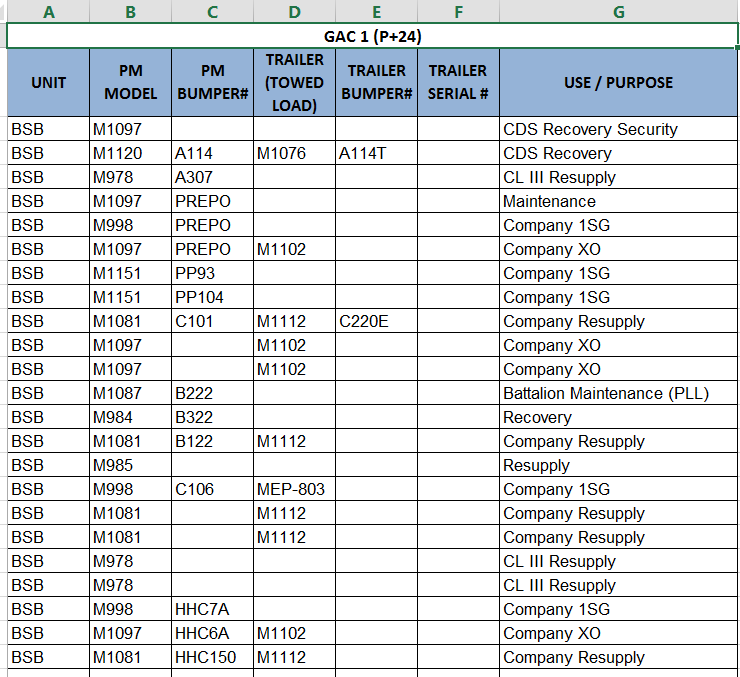 A B C D E F G
GAC 1 (P+24)
UNIT PM MODEL PM BUMPER# TRAILER (TOWED LOAD) TRAILER BUMPER# TRAILER SERIAL # USE / PURPOSE
BSB M1097 CDS Recovery Security
BSB M1120 A114 M1076 A114T CDS Recovery
BSB M978 A307 CL III Resupply
BSB M1097 PREPO Maintenance
BSB M998 PREPO Company 1SG
BSB M1097 PREPO M1102 Company XO
BSB M1151 PP93 Company 1SG
BSB M1151 PP104 Company 1SG
BSB M1081 C101 M1112 C220E Company Resupply
BSB M1097 M1102 Company XO
BSB M1097 M1102 Company XO
BSB M1087 B222 Battalion Maintenance (PLL)
BSB M984 B322 Recovery
BSB M1081 B122 M1112 Company Resupply
BSB M985 Resupply
BSB M998 C106 MEP-803 Company 1SG
BSB M1081 M1112 Company Resupply
BSB M1081 M1112 Company Resupply
BSB M978 CL III Resupply
BSB M978 CL III Resupply
BSB M998 HHC7A Company 1SG
BSB M1097 HHC6A M1102 Company XO
BSB M1081 HHC150 M1112 Company Resupply